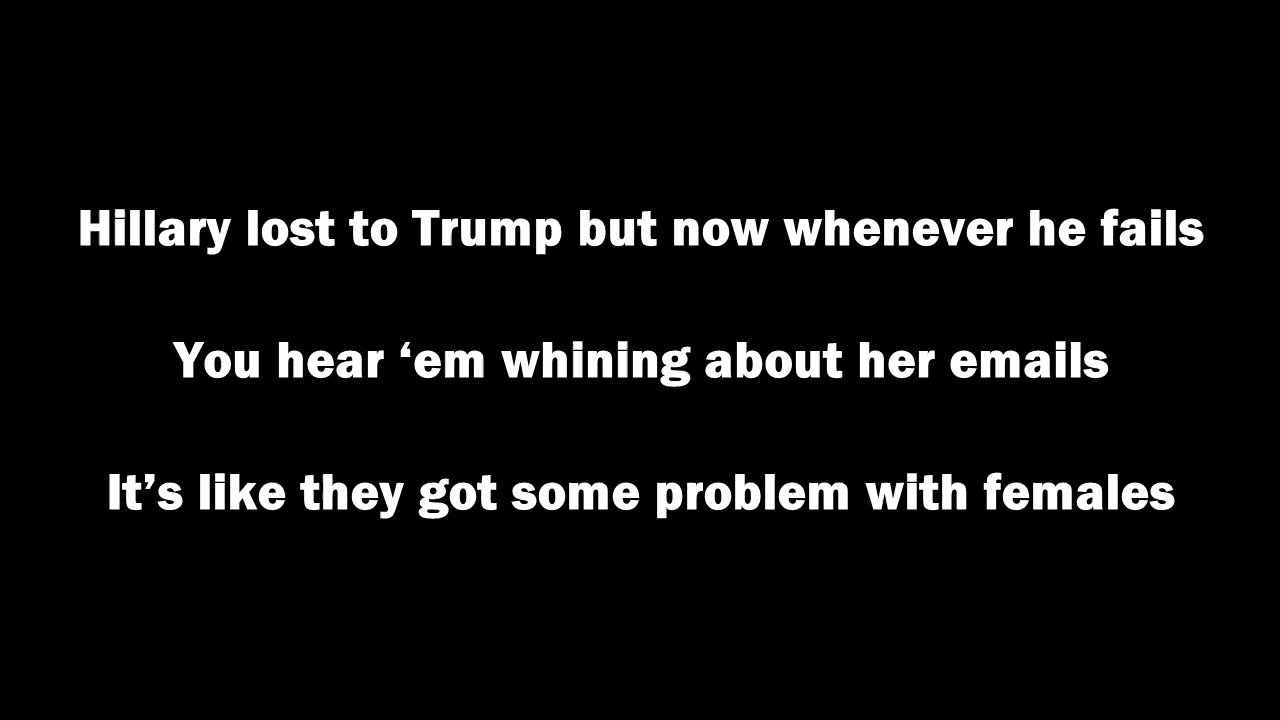 Hillary lost to Trump but now whenever he fails
You hear ‘em whining about her emails
It’s like they got some problem with females